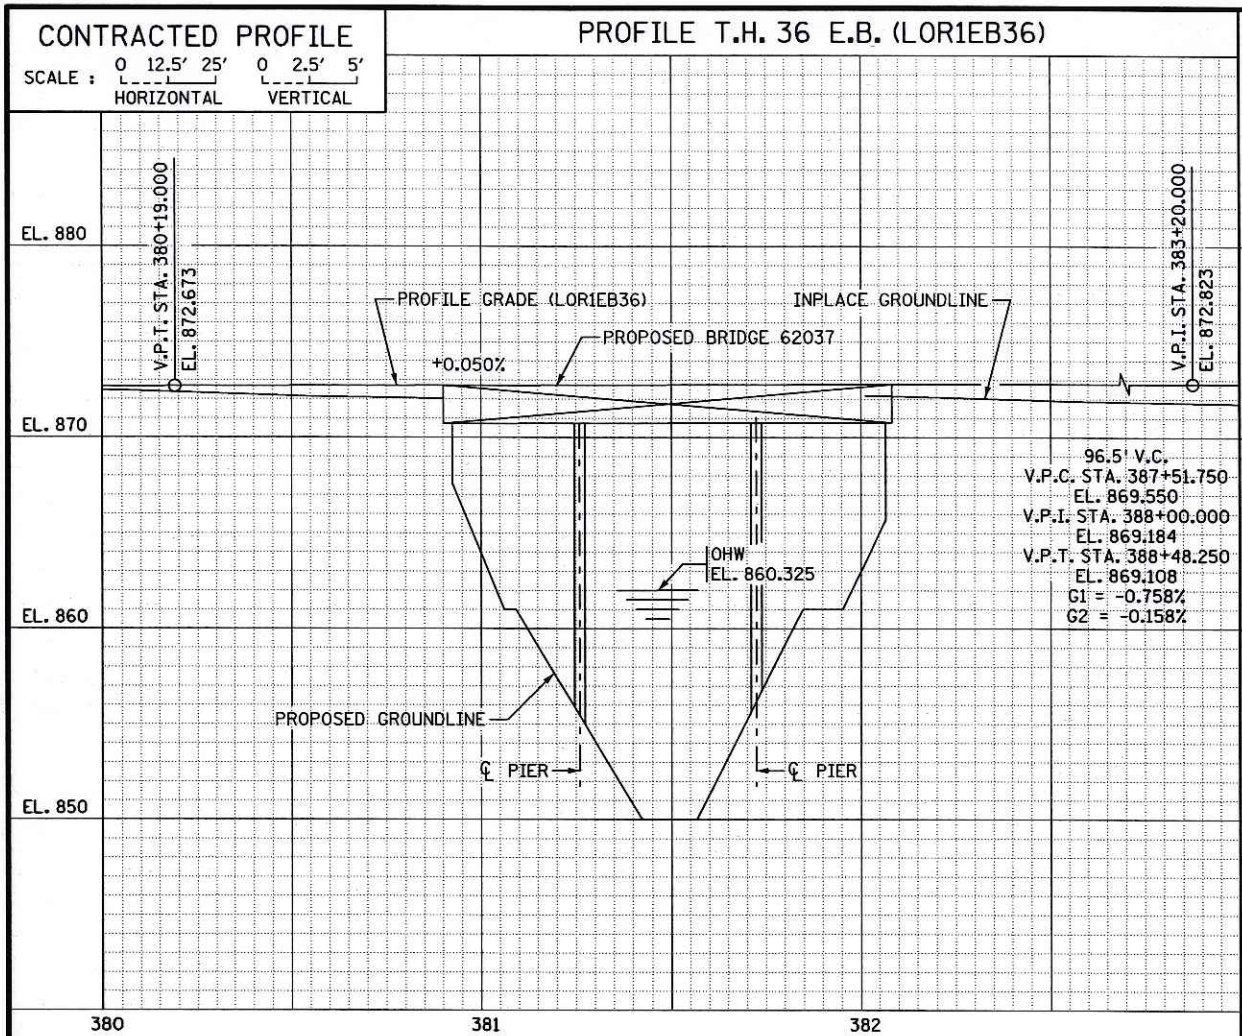 CONTRACTED PROFILE
SCALE :
0 12.5' 25'
HORIZONTAL
0 2.5' 5'
VERTICAL
PROFILE T.H. 36 E.B. (LOR1EB36)
V.P.T. STA. 380+19.000
EL. 872.673
V.P.I. STA. 383+20.000
EL. 872.823
EL. 880
PROFILE GRADE (LOR1EB36)
INPLACE GROUNDLINE
PROPOSED BRIDGE 62037
+0.050%
EL. 870
96.5' V.C.
V.P.C. STA. 387+51.750
EL. 869.550
V.P.I. STA. 388+00.000
EL. 869.184
V.P.T. STA. 388+48.250
EL. 869.108
G1 = -0.758%
G2 = -0.158%
OHW
EL. 860.325
EL. 860
PROPOSED GROUNDLINE
℄ PIER
℄ PIER
EL. 850
380
381
382